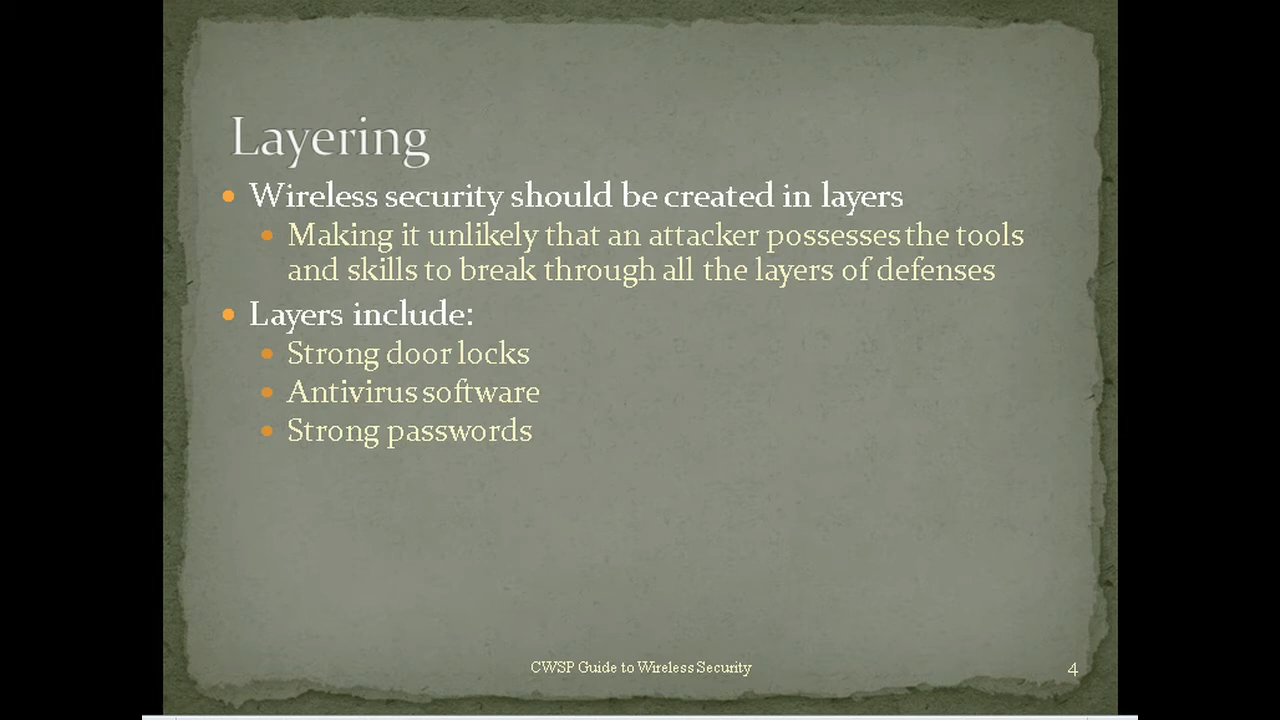 Layering
Wireless security should be created in layers
Making it unlikely that an attacker possesses the tools
and skills to break through all the layers of defenses
Layers include:
Strong door locks
Antivirus software
Strong passwords
CWSP Guide to Wireless Security
4